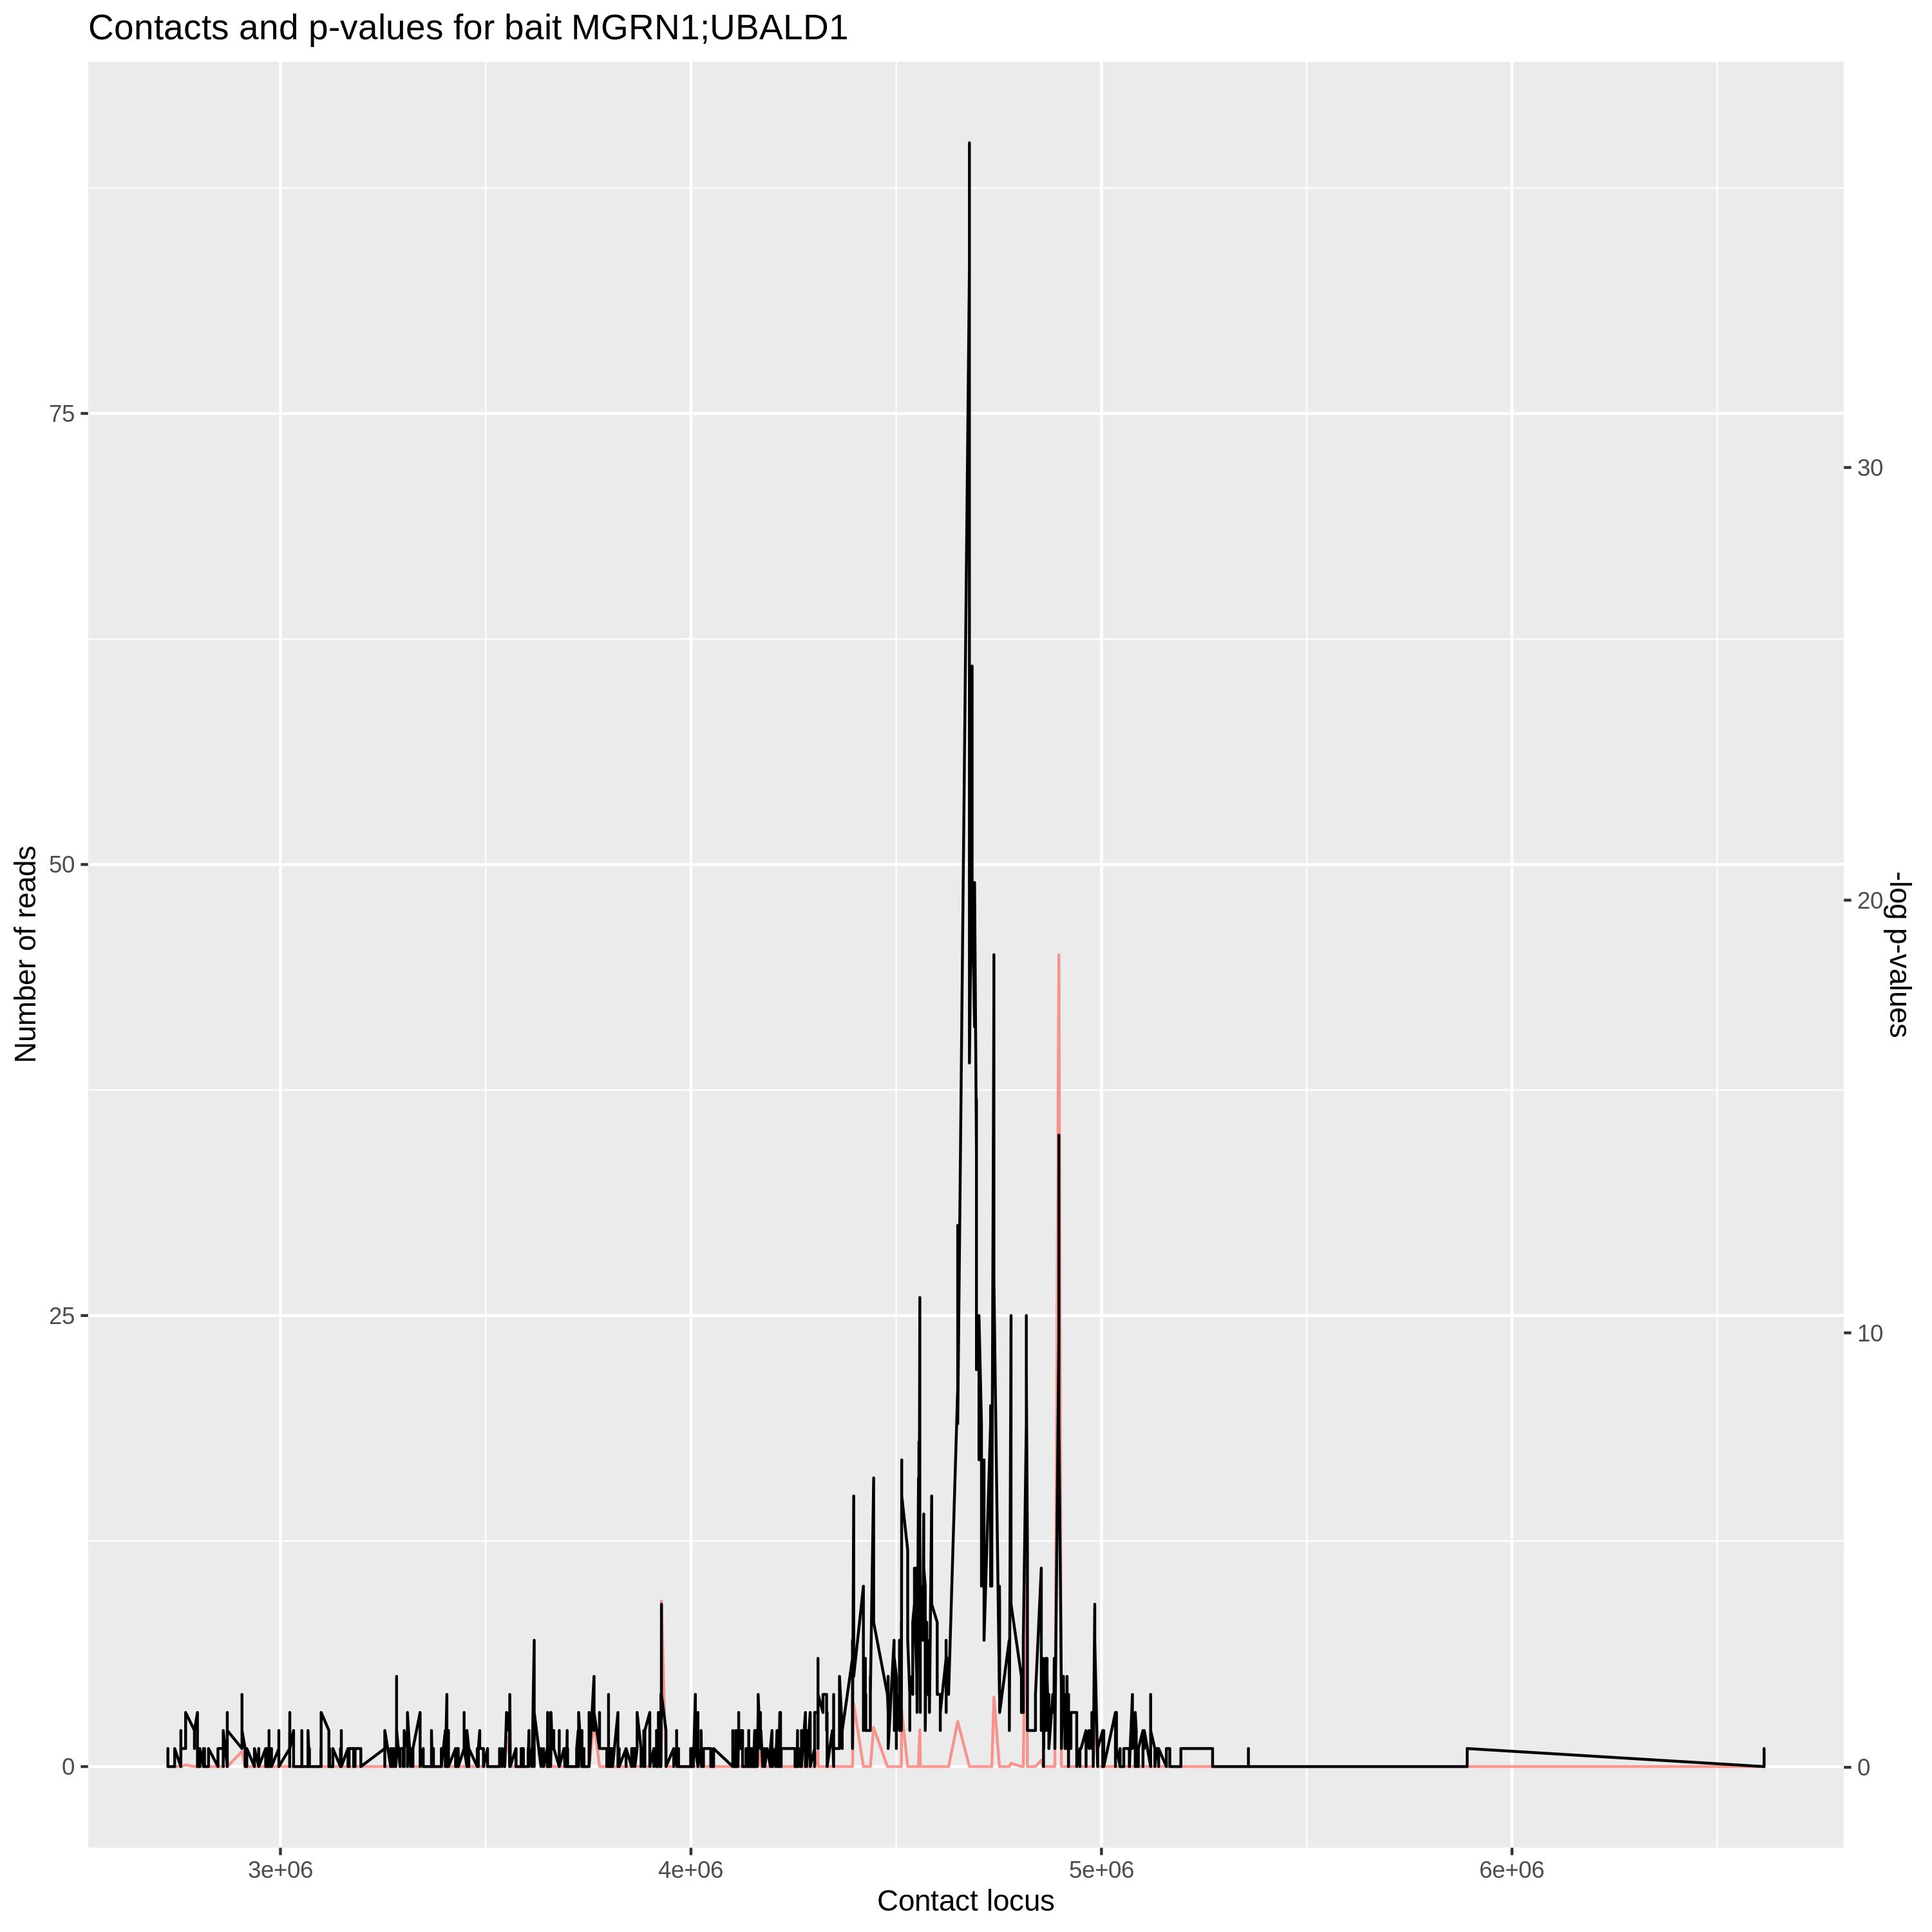 Contacts and p-values for bait MGRN1;UBALD1
75
50
25
0
30
20
10
0
Number of reads
-log p-values
3e+06
4e+06
5e+06
6e+06
Contact locus